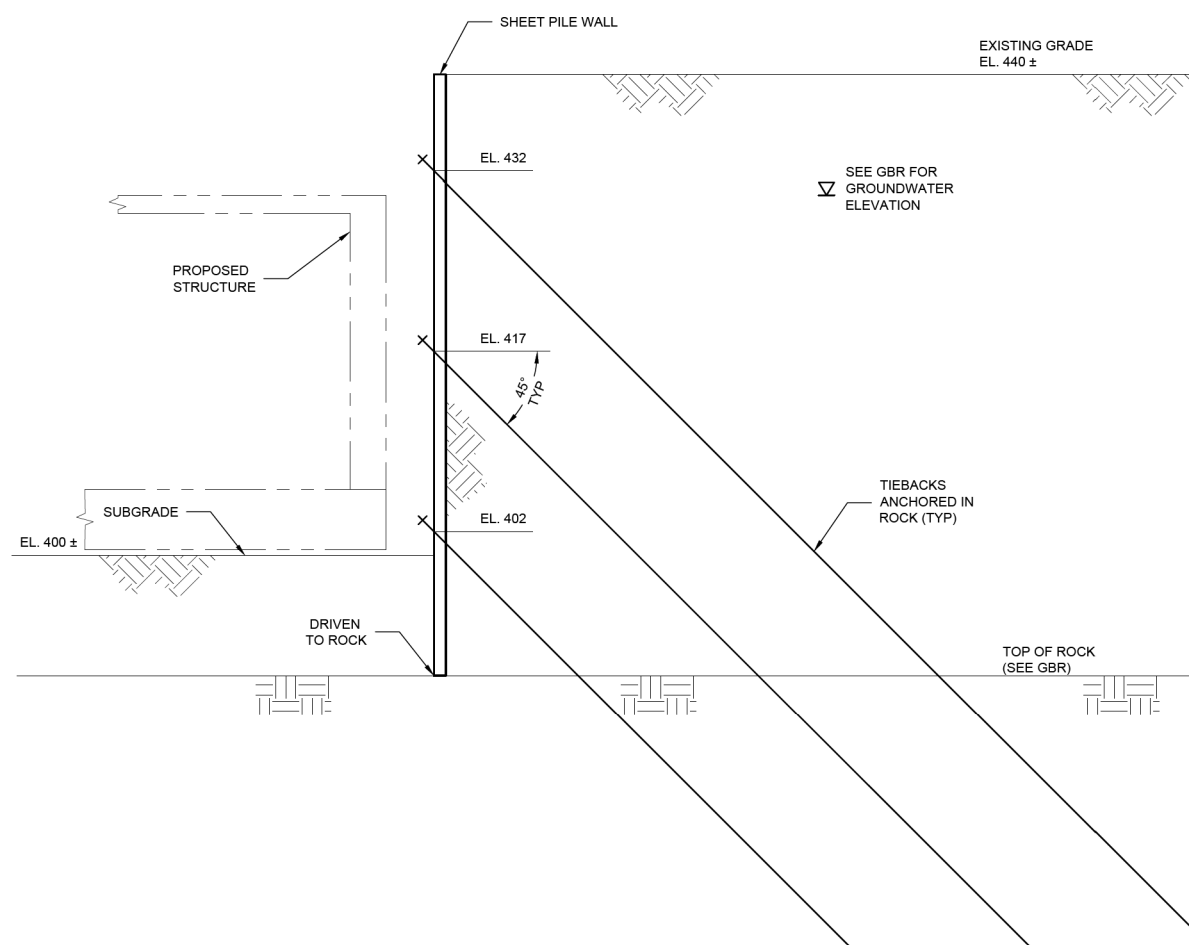 SHEET PILE WALL
EXISTING GRADE
EL. 440 ±
EL. 432
SEE GBR FOR
GROUNDWATER
ELEVATION
PROPOSED
STRUCTURE
EL. 417
45°
TYP
TIEBACKS
ANCHORED IN
ROCK (TYP)
SUBGRADE
EL. 402
EL. 400 ±
DRIVEN
TO ROCK
TOP OF ROCK
(SEE GBR)